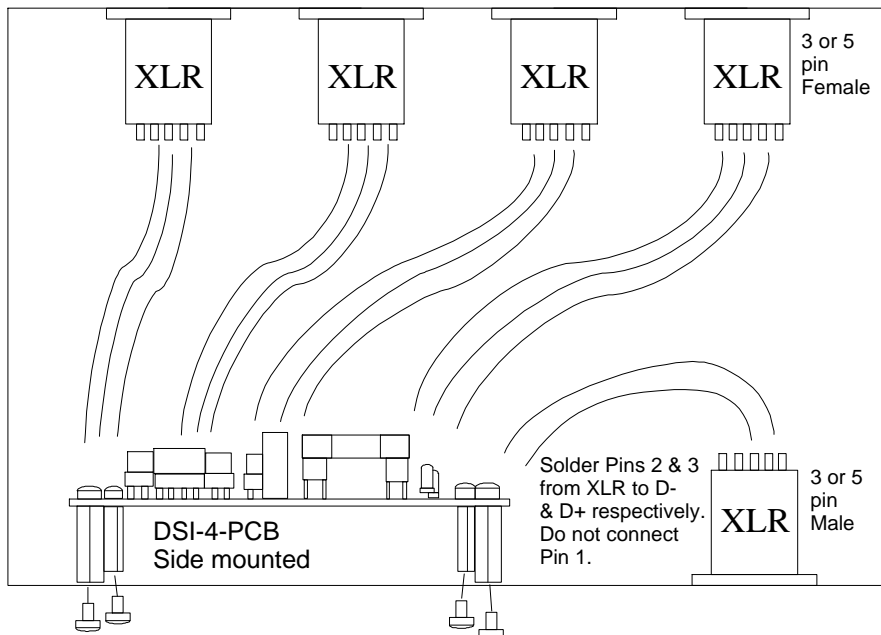 XLR
XLR
XLR
XLR
3 or 5
pin
Female
Solder Pins 2 & 3
from XLR to D-
& D+ respectively.
Do not connect
Pin 1.
XLR
3 or 5
pin
Male
DSI-4-PCB
Side mounted